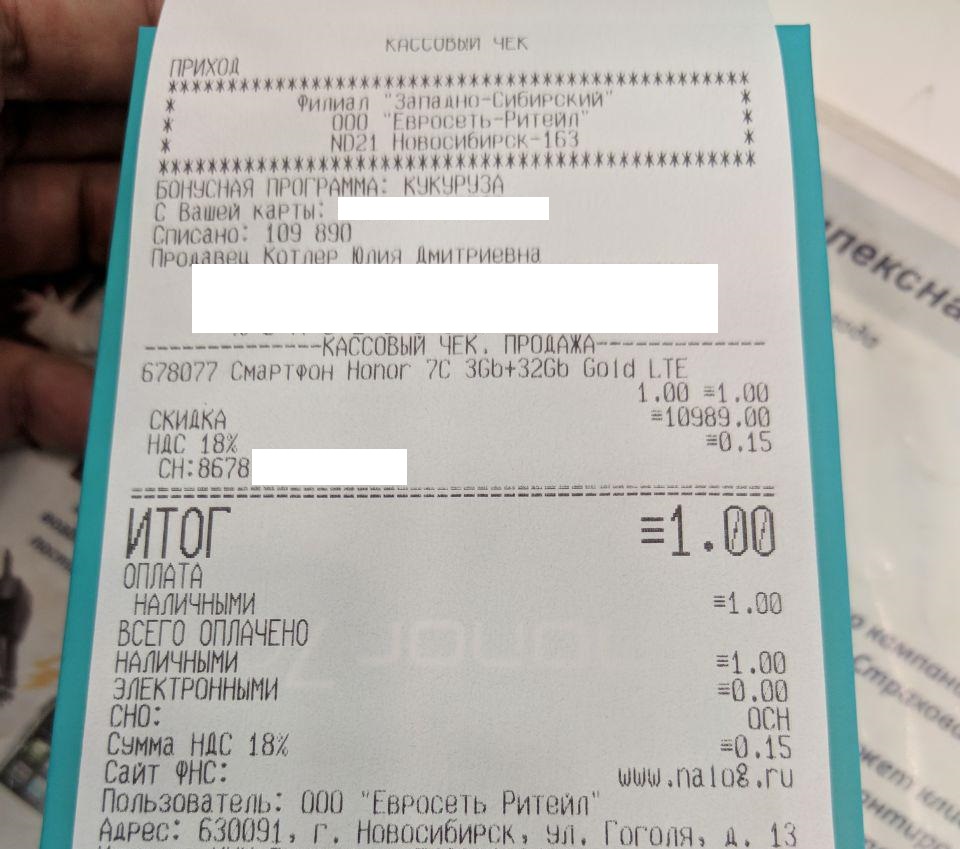 КАССОВЫЙ ЧЕК
ПРИХОД
**************************************************
* Филиал "Западно-Сибирский" *
* ООО "Евросеть-Ритейл" *
* ND21 Новосибирск-163 *
**************************************************
БОНУСНАЯ ПРОГРАММА: КУКУРУЗА
С Вашей карты:
Списано: 109 890
Продавец Котлер Юлия Дмитриевна
--------------КАССОВЫЙ ЧЕК. ПРОДАЖА--------------
678077 Смартфон Honor 7C 3Gb+32Gb Gold LTE
1.00 ≡1.00
СКИДКА ≡10989.00
НДС 18% ≡0.15
СН:8678
ИТОГ ≡1.00
ОПЛАТА
НАЛИЧНЫМИ ≡1.00
ВСЕГО ОПЛАЧЕНО
НАЛИЧНЫМИ ≡1.00
ЭЛЕКТРОННЫМИ ≡0.00
СНО: ОСН
Сумма НДС 18% ≡0.15
Сайт ФНС: www.nalog.ru
Пользователь: ООО "Евросеть Ритейл"
Адрес: 630091, г. Новосибирск, ул. Гоголя, д. 13